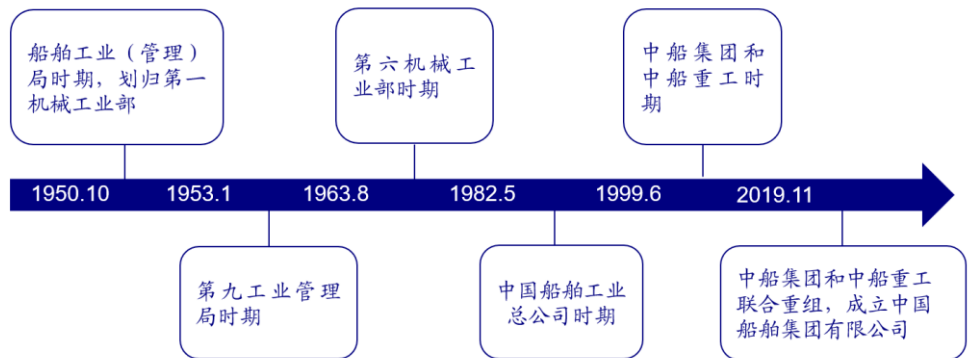 船舶工业（管理）
局时期，划归第一
机械工业部
第六机械工
业部时期
中船集团和
中船重工时
期
1950.10 1953.1 1963.8 1982.5 1999.6 2019.11
第九工业管理
局时期
中国船舶工业
总公司时期
中船集团和中船重工
联合重组，成立中国
船舶集团有限公司